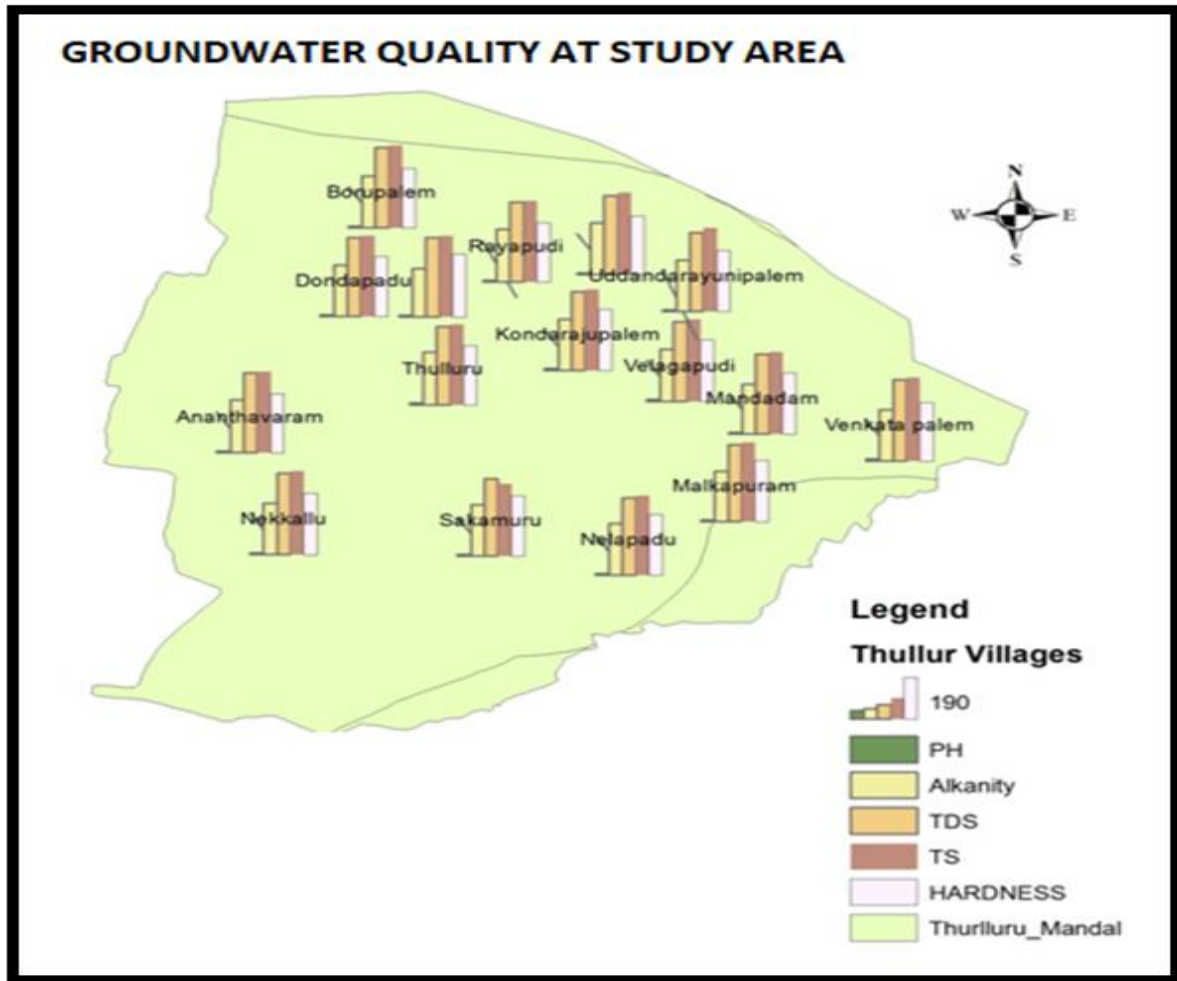 GROUNDWATER QUALITY AT STUDY AREA
N
W E
S
Borupalem
Rayapudi
Dondapadu
Uddandarayunipalem
Kondarajupalem
Thulluru
Velagapudi
Mandadam
Ananthavaram
Venkata palem
Malkapuram
Nekkallu
Sakamuru
Nelapadu
Legend
Thullur Villages
190
PH
Alkanity
TDS
TS
HARDNESS
Thurlluru_Mandal